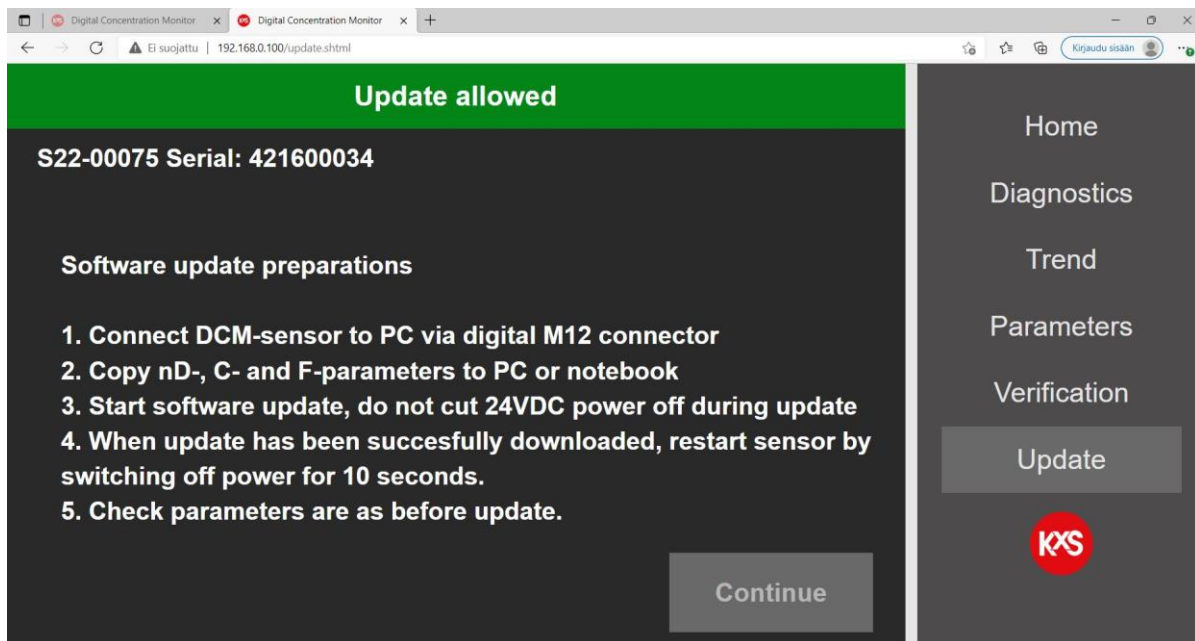 Digital Concentration Monitor
Digital Concentration Monitor
Ei suojattu | 192.168.0.100/update.shtml
Kirjaudu sisään
Update allowed
S22-00075 Serial: 421600034
Software update preparations
1. Connect DCM-sensor to PC via digital M12 connector
2. Copy nD-, C- and F-parameters to PC or notebook
3. Start software update, do not cut 24VDC power off during update
4. When update has been succesfully downloaded, restart sensor by
switching off power for 10 seconds.
5. Check parameters are as before update.
Continue
Home
Diagnostics
Trend
Parameters
Verification
Update
KXS